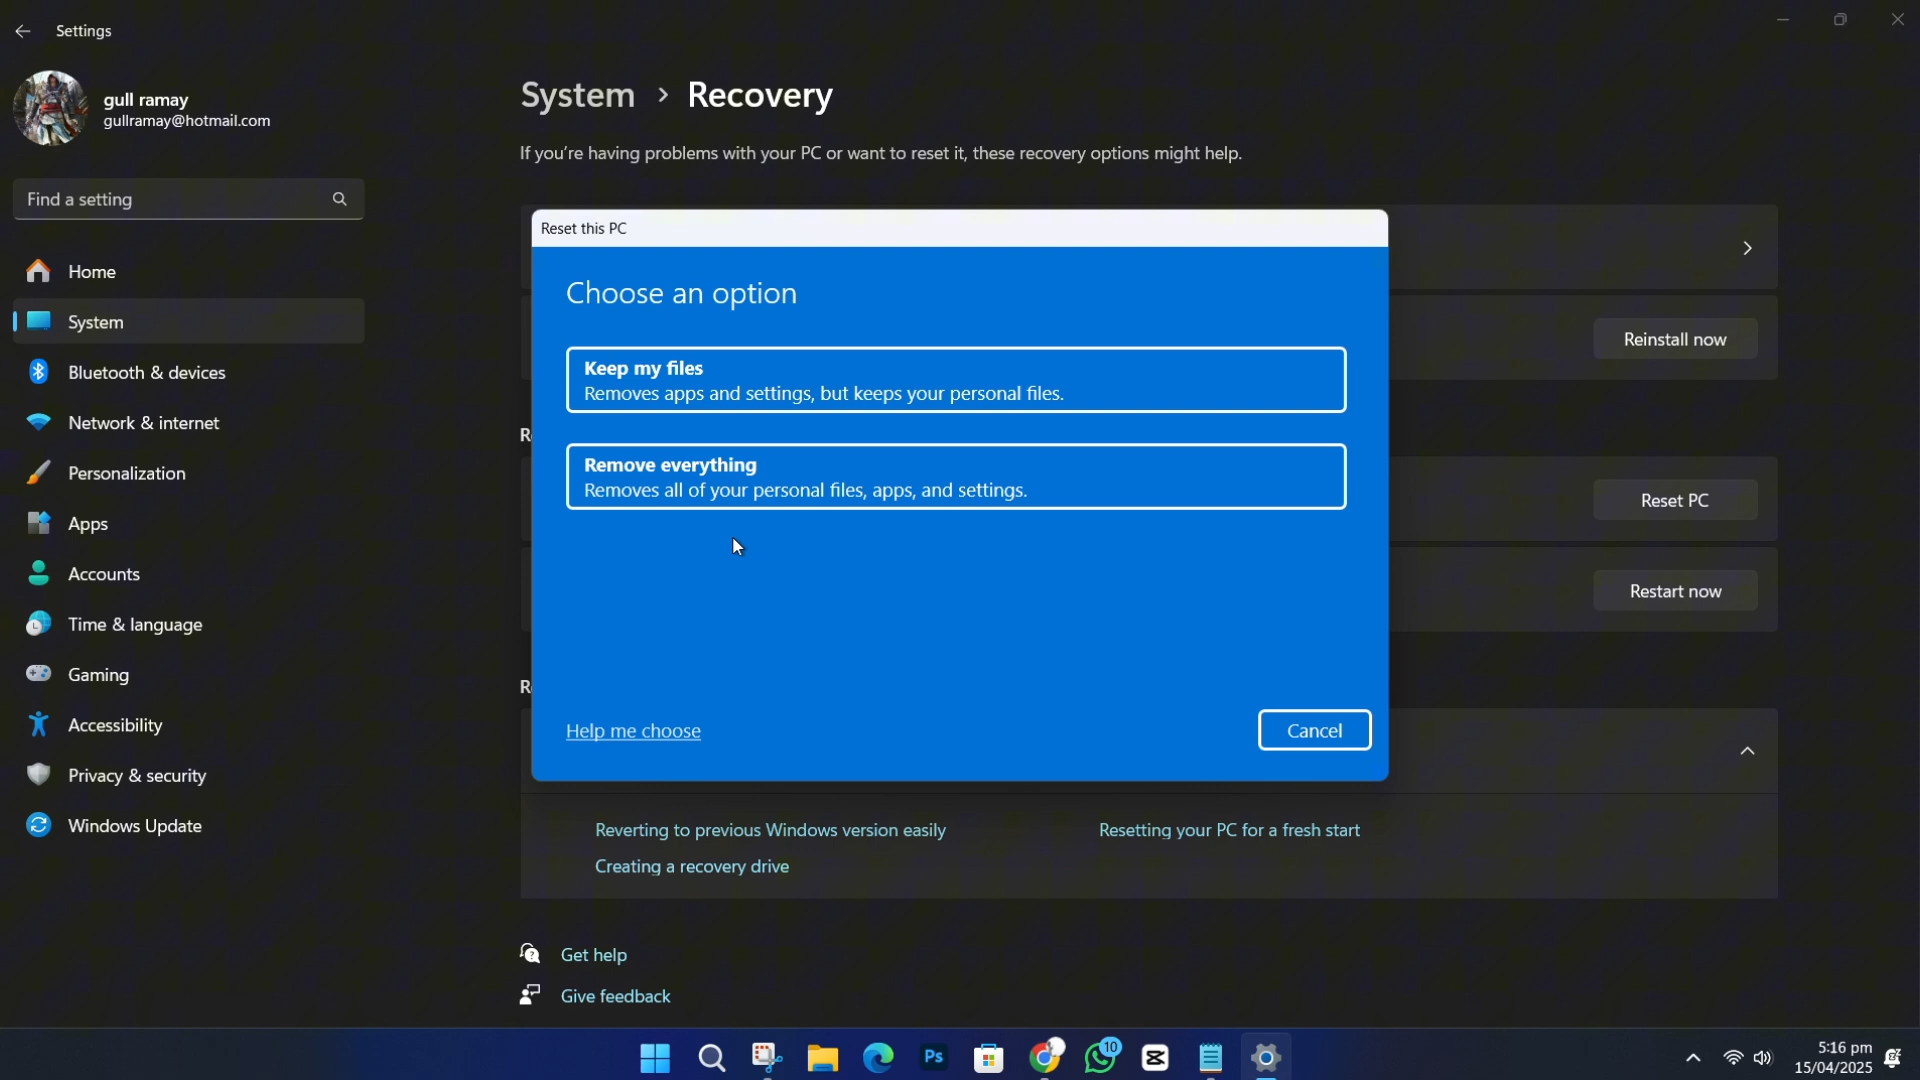 Settings
gull ramay
gullramay@hotmail.com
Find a setting
Home
System
Bluetooth & devices
Network & internet
Personalization
Apps
Accounts
Time & language
Gaming
Accessibility
Privacy & security
Windows Update
System > Recovery
If you're having problems with your PC or want to reset it, these recovery options might help.
Reset this PC
Choose an option
Keep my files
Removes apps and settings, but keeps your personal files.
Remove everything
Removes all of your personal files, apps, and settings.
Help me choose
Cancel
Reinstall now
R
Reset PC
Restart now
R
Reverting to previous Windows version easily
Resetting your PC for a fresh start
Creating a recovery drive
Get help
Give feedback
Ps
10
5:16 pm
15/04/2025